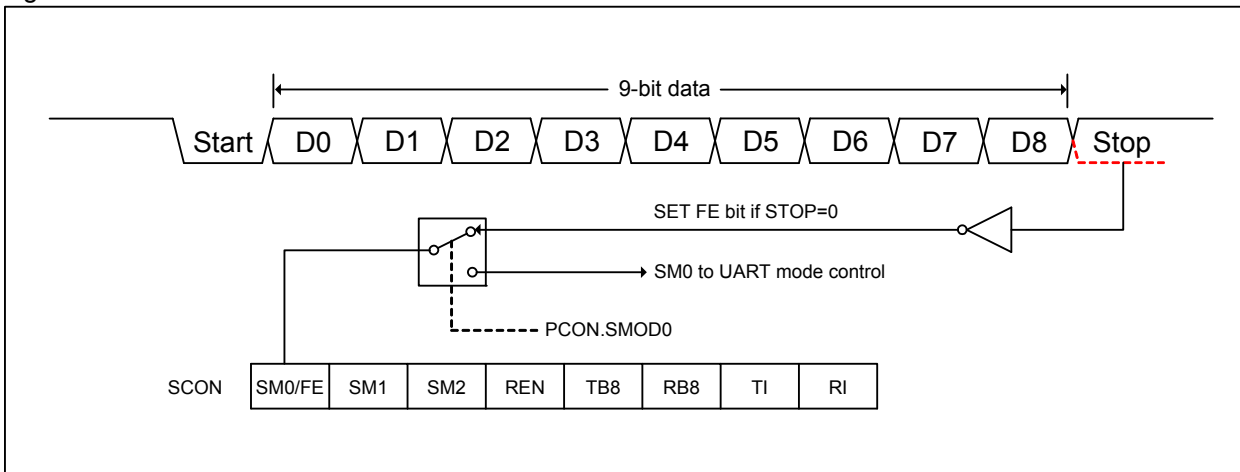 9-bit data
Start D0 D1 D2 D3 D4 D5 D6 D7 D8 Stop
SET FE bit if STOP=0
SM0 to UART mode control
PCON.SMOD0
SCON SM0/FE SM1 SM2 REN TB8 RB8 TI RI